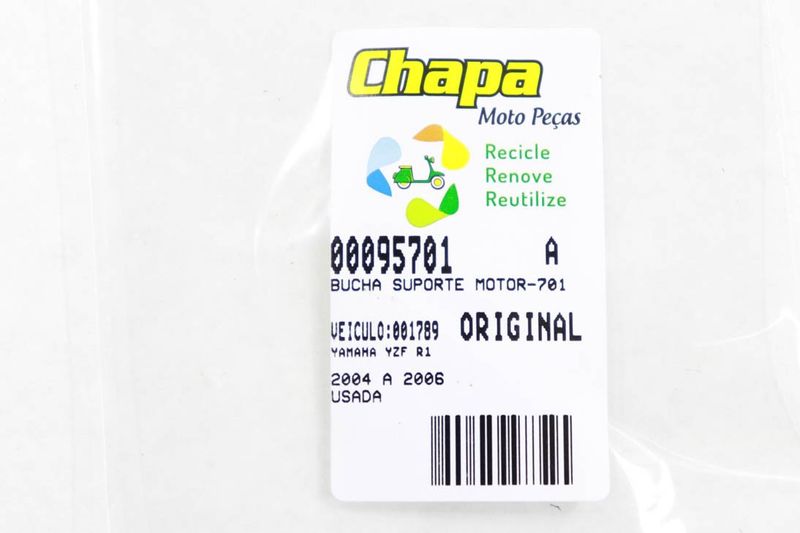 Chapa
Moto Peças
Recicle
Renove
Reutilize
00095701 A
BUCHA SUPORTE MOTOR-701
VEICULO:001789 ORIGINAL
YAMAHA YZF R1
2004 A 2006
USADA